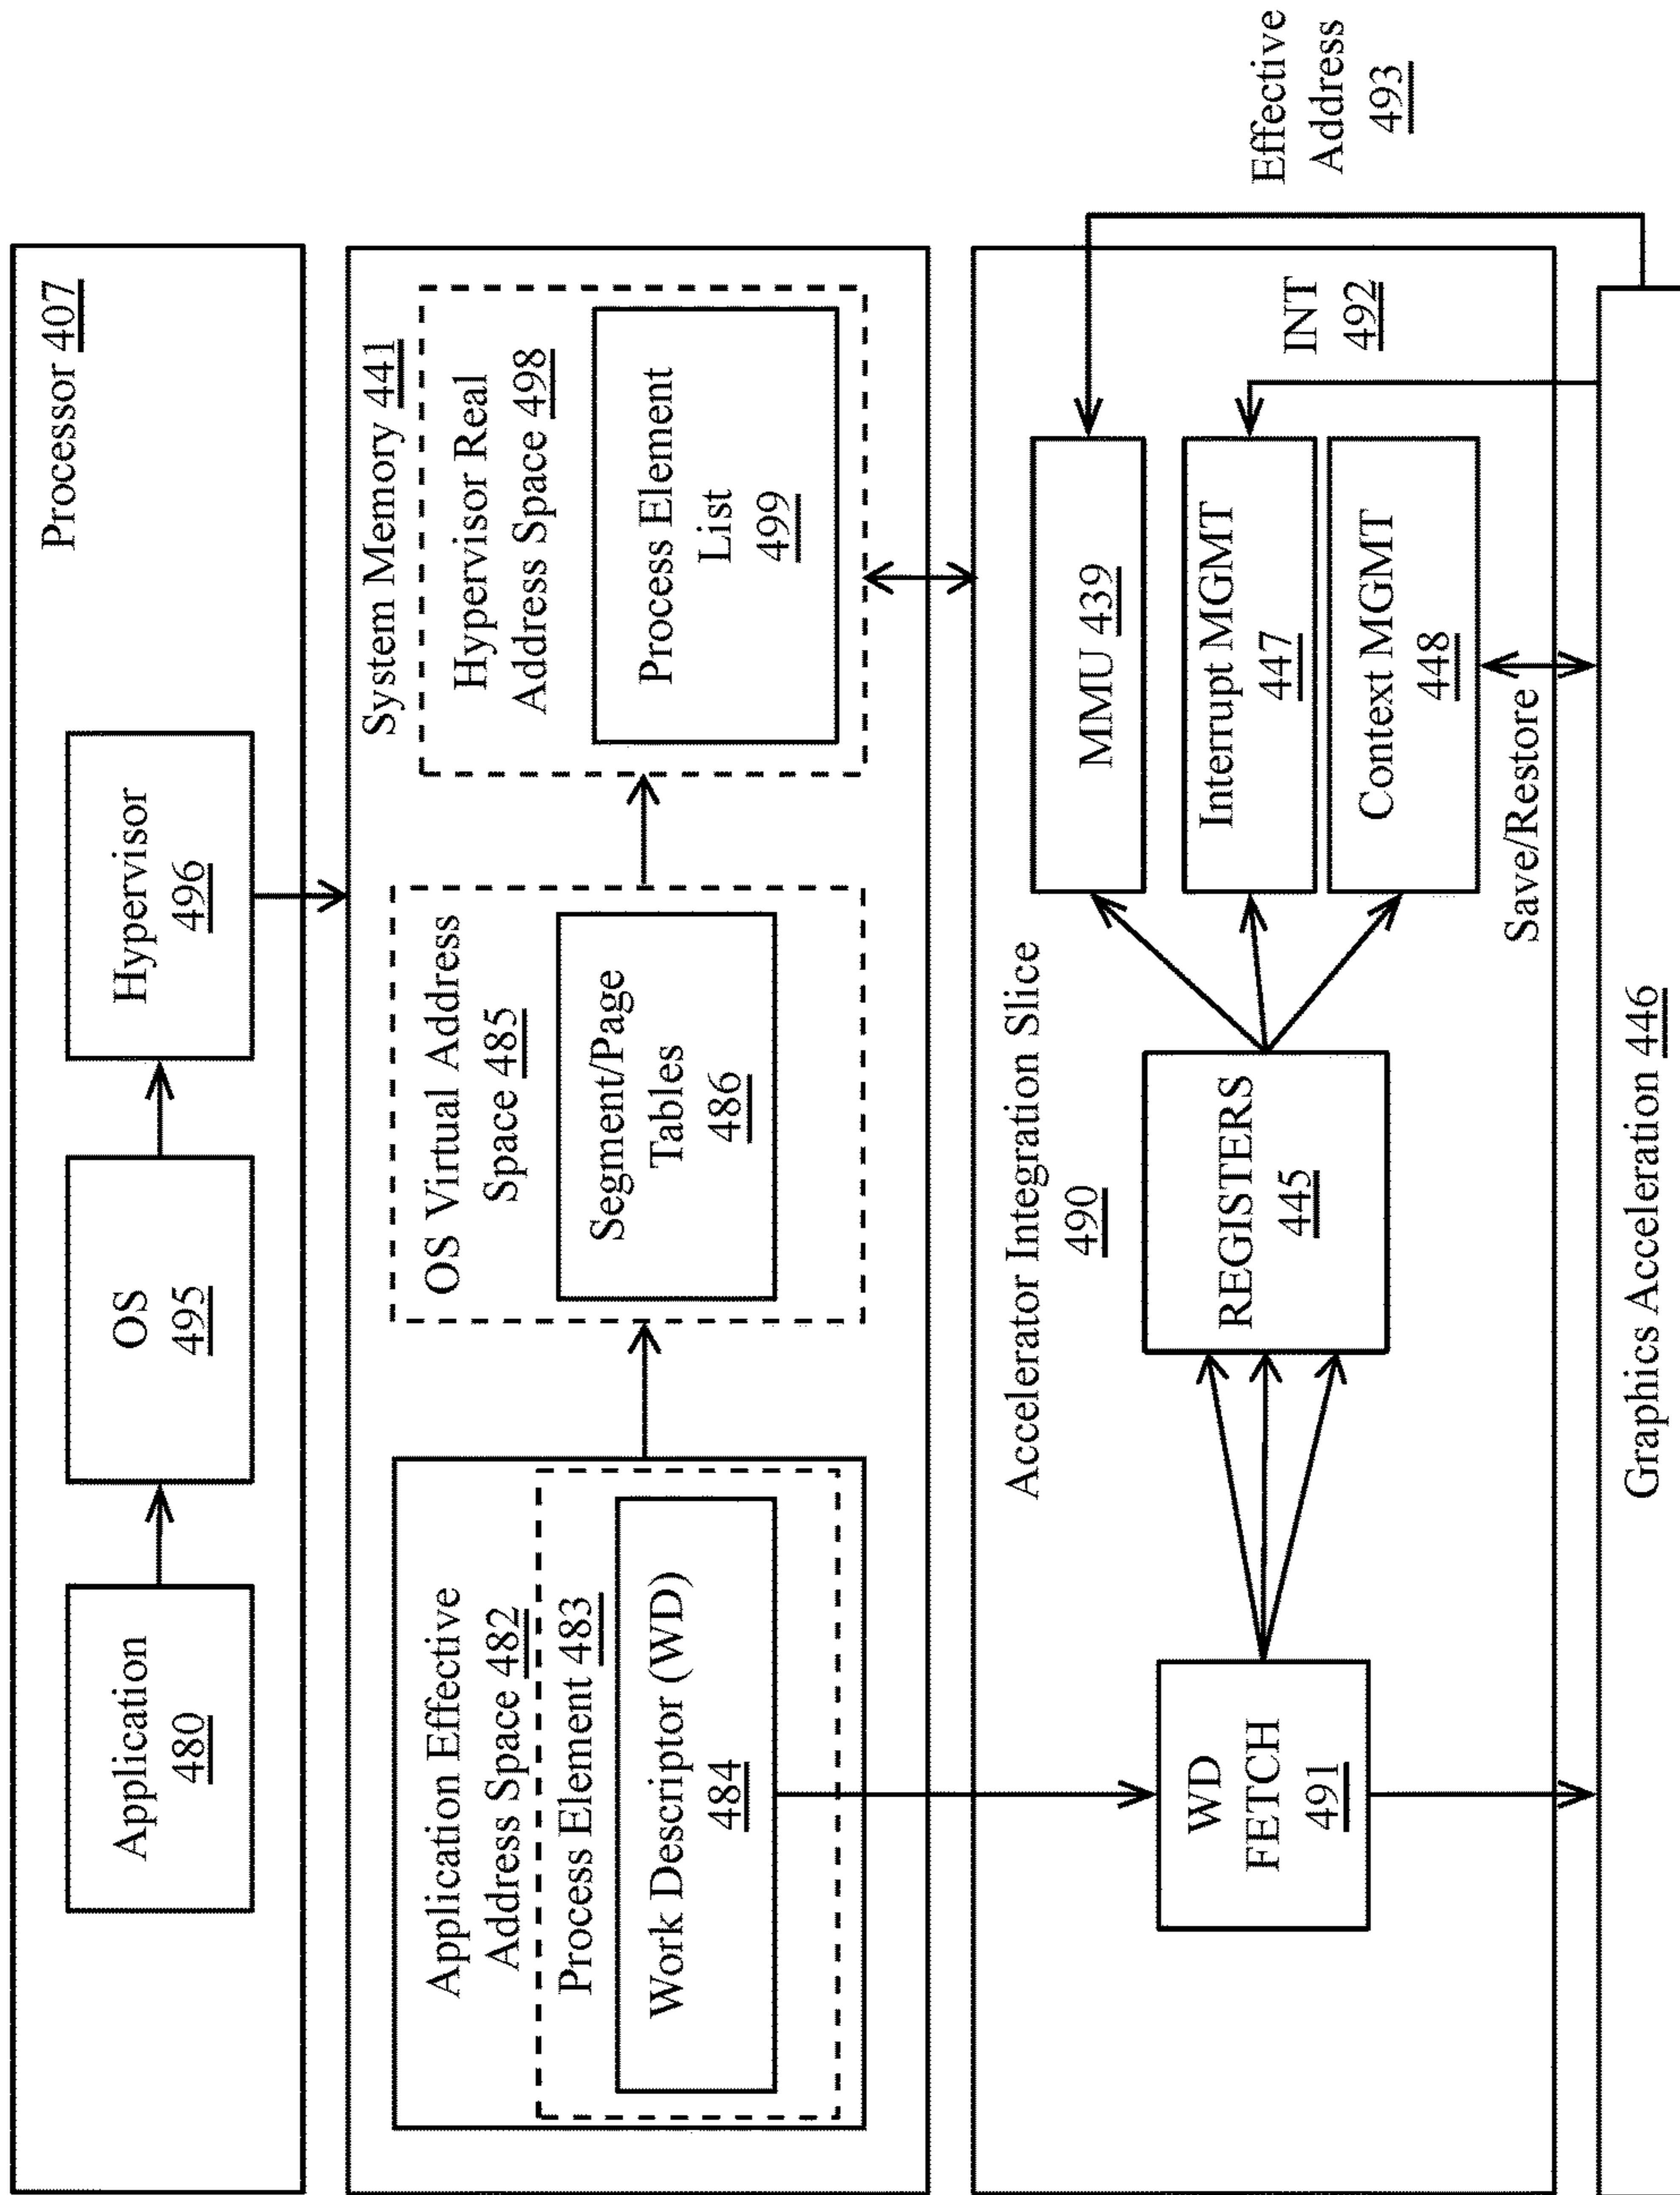 Processor 407
Application
480
OS
495
Hypervisor
496
System Memory 441
Application Effective
Address Space 482
Process Element 483
Work Descriptor (WD)
484
OS Virtual Address
Space 485
Segment/Page
Tables
486
Hypervisor Real
Address Space 498
Process Element
List
499
Accelerator Integration Slice
490
WD
FETCH
491
REGISTERS
445
MMU 439
Interrupt MGMT
447
Context MGMT
448
INT
492
Effective
Address
493
Save/Restore
Graphics Acceleration 446